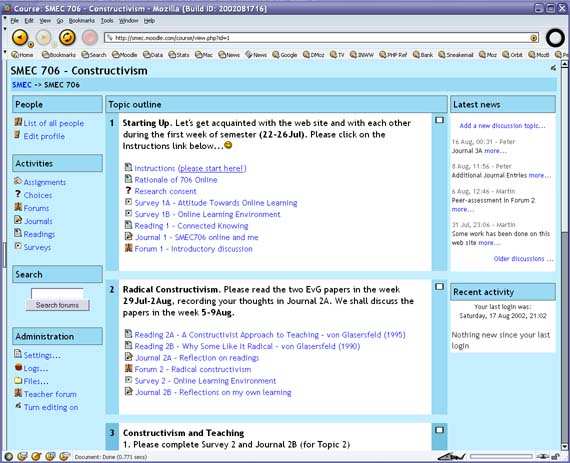 Course: SMEC 706 - Constructivism - Mozilla {Build ID: 2002081716}
File Edit View Go Bookmarks Tools Window Help
http://smec.moodle.com/course/view.php?id=1
Home Bookmarks Search Moodle Data Stats Mac News News Google DMoz TV INWW PHP Ref Bank Sneakemail Moz Orbit MozDev
SMEC 706 - Constructivism
SMEC -> SMEC 706
People
List of all people
Edit profile
Activities
Assignments
Choices
Forums
Journals
Readings
Surveys
Search
Search forums
Administration
Settings...
Logs...
Files...
Teacher forum
Turn editing on
Topic outline
1 Starting Up. Let's get acquainted with the web site and with each
other during the first week of semester (22-26Jul). Please click on the
Instructions link below...
Instructions (please start here!)
Rationale of 706 Online
Research consent
Survey 1A - Attitude Towards Online Learning
Survey 1B - Online Learning Environment
Reading 1 - Connected Knowing
Journal 1 - SMEC706 online and me
Forum 1 - Introductory discussion
2 Radical Constructivism. Please read the two EvG papers in the week
29Jul-2Aug, recording your thoughts in Journal 2A. We shall discuss the
papers in the week 5-9Aug.
Reading 2A - A Constructivist Approach to Teaching - von Glasersfeld (1995)
Reading 2B - Why Some Like It Radical - von Glasersfeld (1990)
Journal 2A - Reflection on readings
Forum 2 - Radical constructivism
Survey 2 - Online Learning Environment
Journal 2B - Reflections on my own learning
3 Constructivism and Teaching
1. Please complete Survey 2 and Journal 2B (for Topic 2)
Latest news
Add a new discussion topic...
16 Aug, 00:31 - Peter
Journal 3A more...
8 Aug, 11:56 - Peter
Additional Journal Entries more...
6 Aug, 12:46 - Martin
Peer-assessment in Forum 2
more...
31 Jul, 23:06 - Martin
Some work has been done on this
web site more...
Older discussions ...
Recent activity
Your last login was:
Saturday, 17 Aug 2002, 21:02
Nothing new since your last
login
Document: Done (0.771 secs)